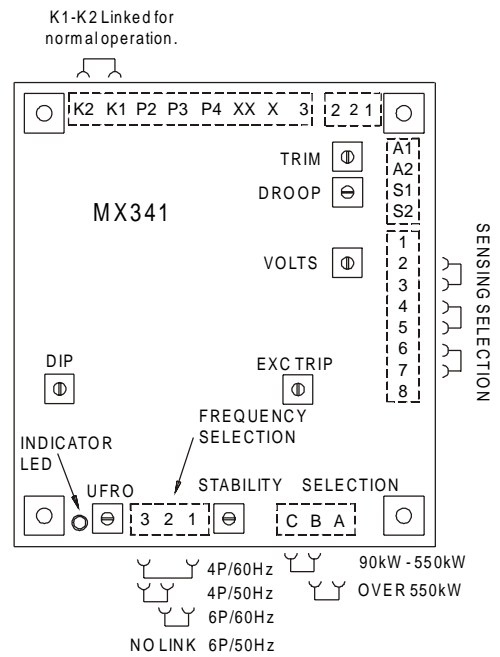 K1-K2 Linked for
normal operation.
K2 K1 P2 P3 P4 XX X 3 2 2 1
TRIM
DROOP
A1
A2
S1
S2
MX341
VOLTS
1
2
3
4
5
6
7
8
SENSING SELECTION
DIP
EXC TRIP
FREQUENCY
SELECTION
INDICATOR
LED
UFRO
STABILITY SELECTION
3 2 1
C B A
4P/60Hz
4P/50Hz
6P/60Hz
NO LINK 6P/50Hz
90kW - 550kW
OVER 550kW